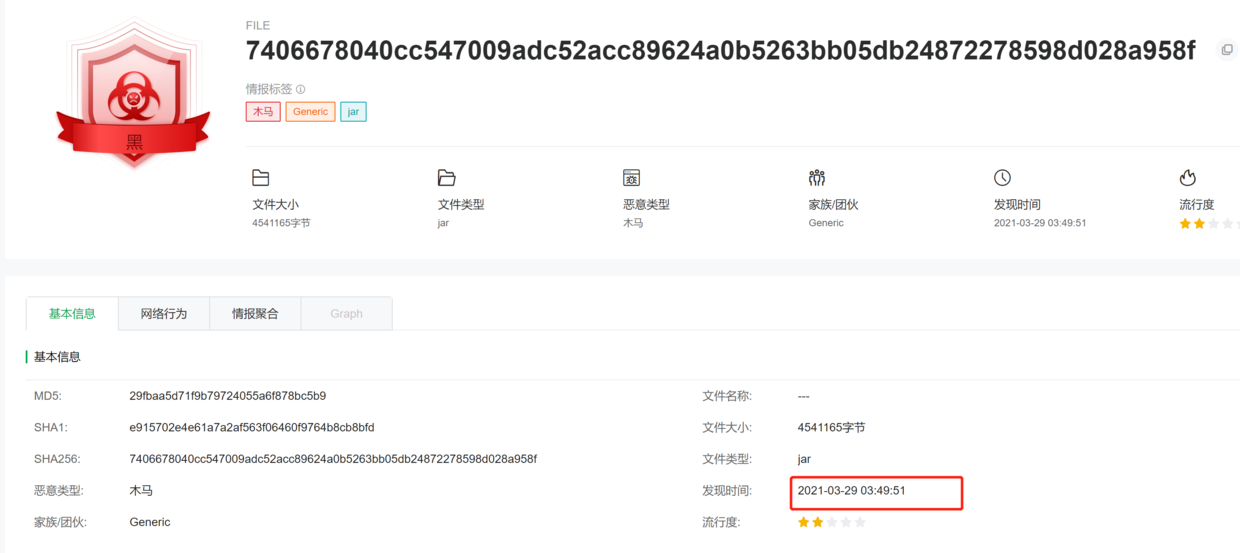 FILE
7406678040cc547009adc52acc89624a0b5263bb05db24872278598d028a958f
情报标签
木马 Generic jar
黑
文件大小 文件类型 恶意类型 家族/团伙 发现时间 流行度
4541165字节 jar 木马 Generic 2021-03-29 03:49:51
基本信息 网络行为 情报聚合 Graph
基本信息
MD5: 29fbaa5d71f9b79724055a6f878bc5b9 文件名称: ---
SHA1: e915702e4e61a7a2af563f06460f9764b8cb8bfd 文件大小: 4541165字节
SHA256: 7406678040cc547009adc52acc89624a0b5263bb05db24872278598d028a958f 文件类型: jar
恶意类型: 木马 发现时间: 2021-03-29 03:49:51
家族/团伙: Generic 流行度: